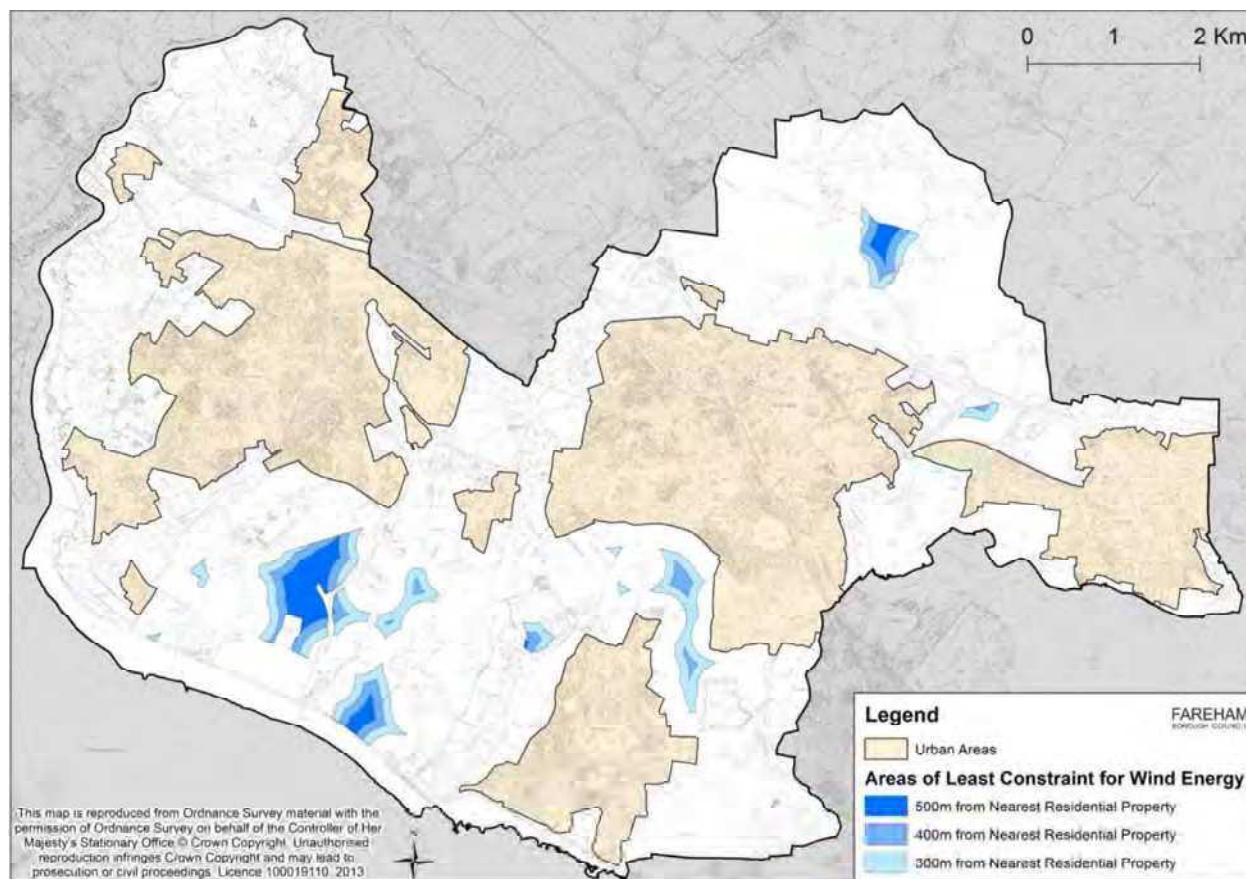 0 1 2 Km
Legend
FAREHAM
BOROUGH COUNCIL
Urban Areas
Areas of Least Constraint for Wind Energy
500m from Nearest Residential Property
400m from Nearest Residential Property
300m from Nearest Residential Property
This map is reproduced from Ordnance Survey material with the
permission of Ordnance Survey on behalf of the Controller of Her
Majesty's Stationary Office © Crown Copyright. Unauthorised
reproduction infringes Crown Copyright and may lead to
prosecution or civil proceedings. Licence 100019110. 2013